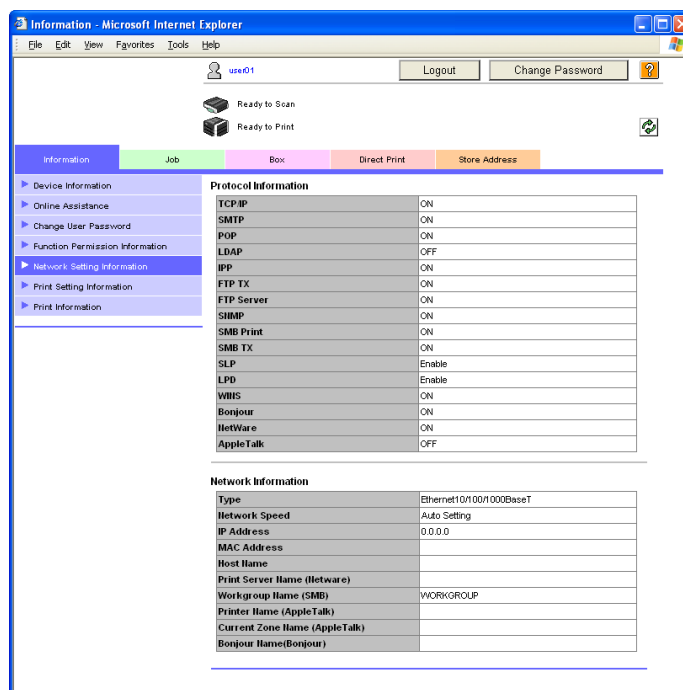 Information - Microsoft Internet Explorer
File Edit View Favorites Tools Help
user01 Logout Change Password ?
Ready to Scan
Ready to Print
Information Job Box Direct Print Store Address
Device Information
Online Assistance
Change User Password
Function Permission Information
Network Setting Information
Print Setting Information
Print Information
Protocol Information
TCP/IP ON
SMTP ON
POP ON
LDAP OFF
IPP ON
FTP TX ON
FTP Server ON
SNMP ON
SMB Print ON
SMB TX ON
SLP Enable
LPD Enable
WINS ON
Bonjour ON
NetWare ON
AppleTalk OFF
Network Information
Type Ethernet10/100/1000BaseT
Network Speed Auto Setting
IP Address 0.0.0.0
MAC Address
Host Name
Print Server Name (Netware)
Workgroup Name (SMB) WORKGROUP
Printer Name (AppleTalk)
Current Zone Name (AppleTalk)
Bonjour Name(Bonjour)